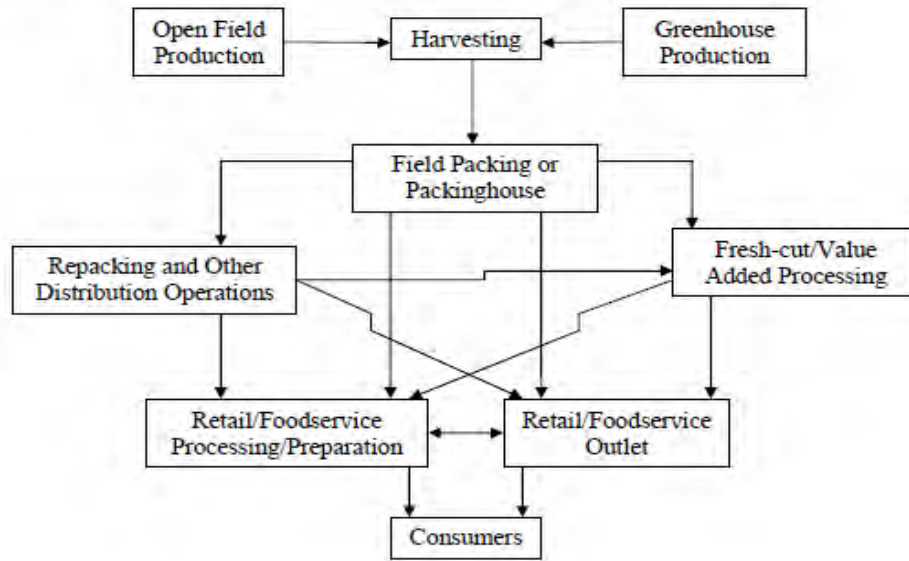 Open Field
Production
Harvesting
Greenhouse
Production
Field Packing or
Packinghouse
Repacking and Other
Distribution Operations
Fresh-cut/Value
Added Processing
Retail/Foodservice
Processing/Preparation
Retail/Foodservice
Outlet
Consumers